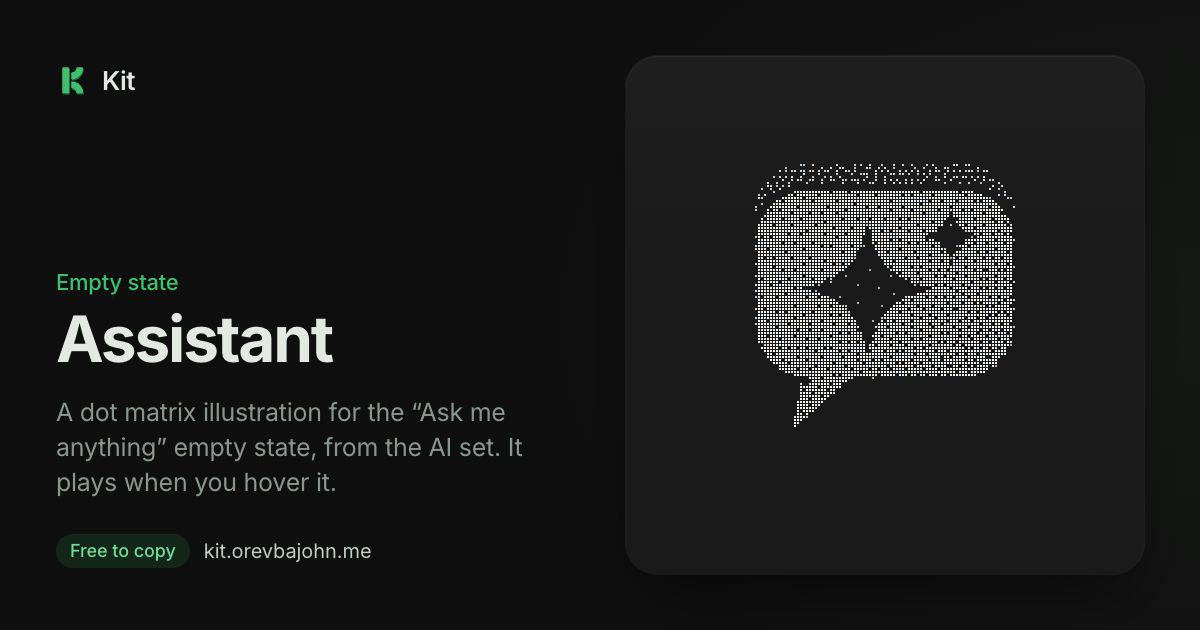 Kit
Empty state
Assistant
A dot matrix illustration for the “Ask me
anything” empty state, from the AI set. It
plays when you hover it.
Free to copy
kit.orevbajohn.me